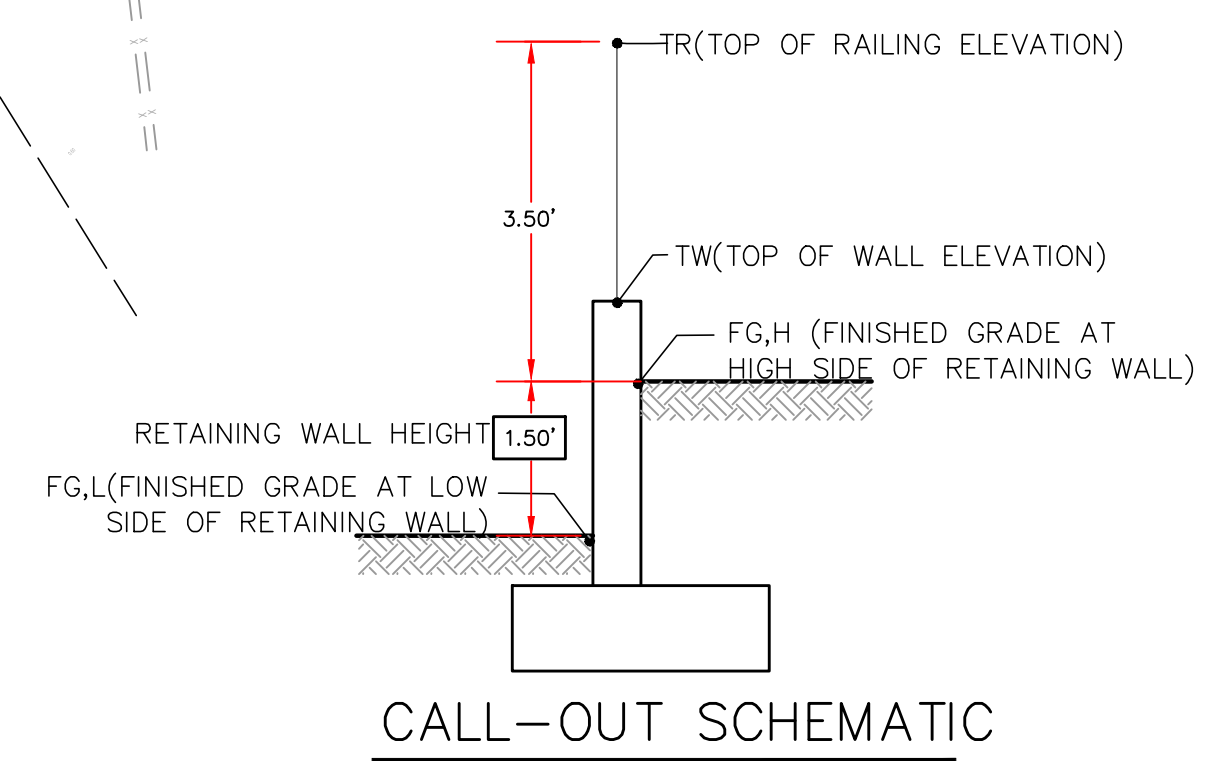 TR(TOP OF RAILING ELEVATION)
3.50'
TW(TOP OF WALL ELEVATION)
FG,H (FINISHED GRADE AT
HIGH SIDE OF RETAINING WALL)
RETAINING WALL HEIGHT 1.50'
FG,L(FINISHED GRADE AT LOW
SIDE OF RETAINING WALL)
CALL-OUT SCHEMATIC